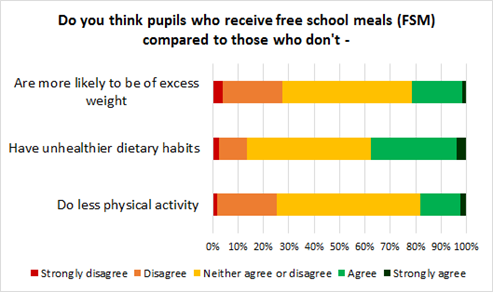 Do you think pupils who receive free school meals (FSM)
compared to those who don't -
Are more likely to be of excess
weight
Have unhealthier dietary habits
Do less physical activity
0% 10% 20% 30% 40% 50% 60% 70% 80% 90% 100%
Strongly disagree Disagree Neither agree or disagree Agree Strongly agree